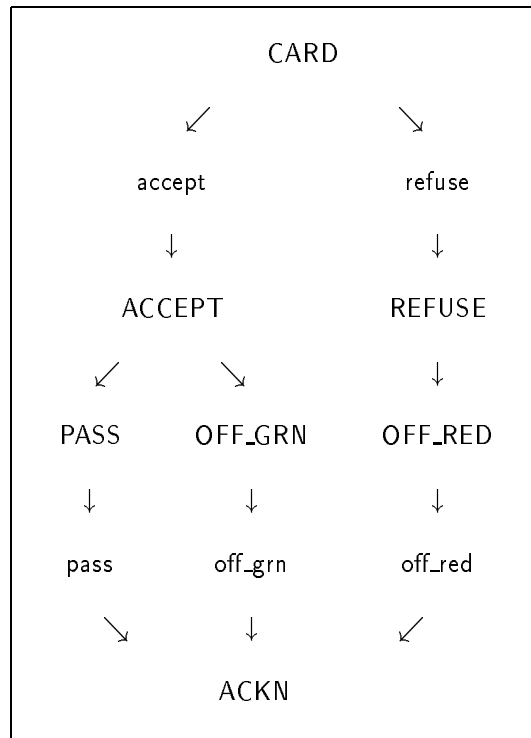 CARD
accept refuse
ACCEPT REFUSE
PASS OFF_GRN OFF_RED
pass off_grn off_red
ACKN